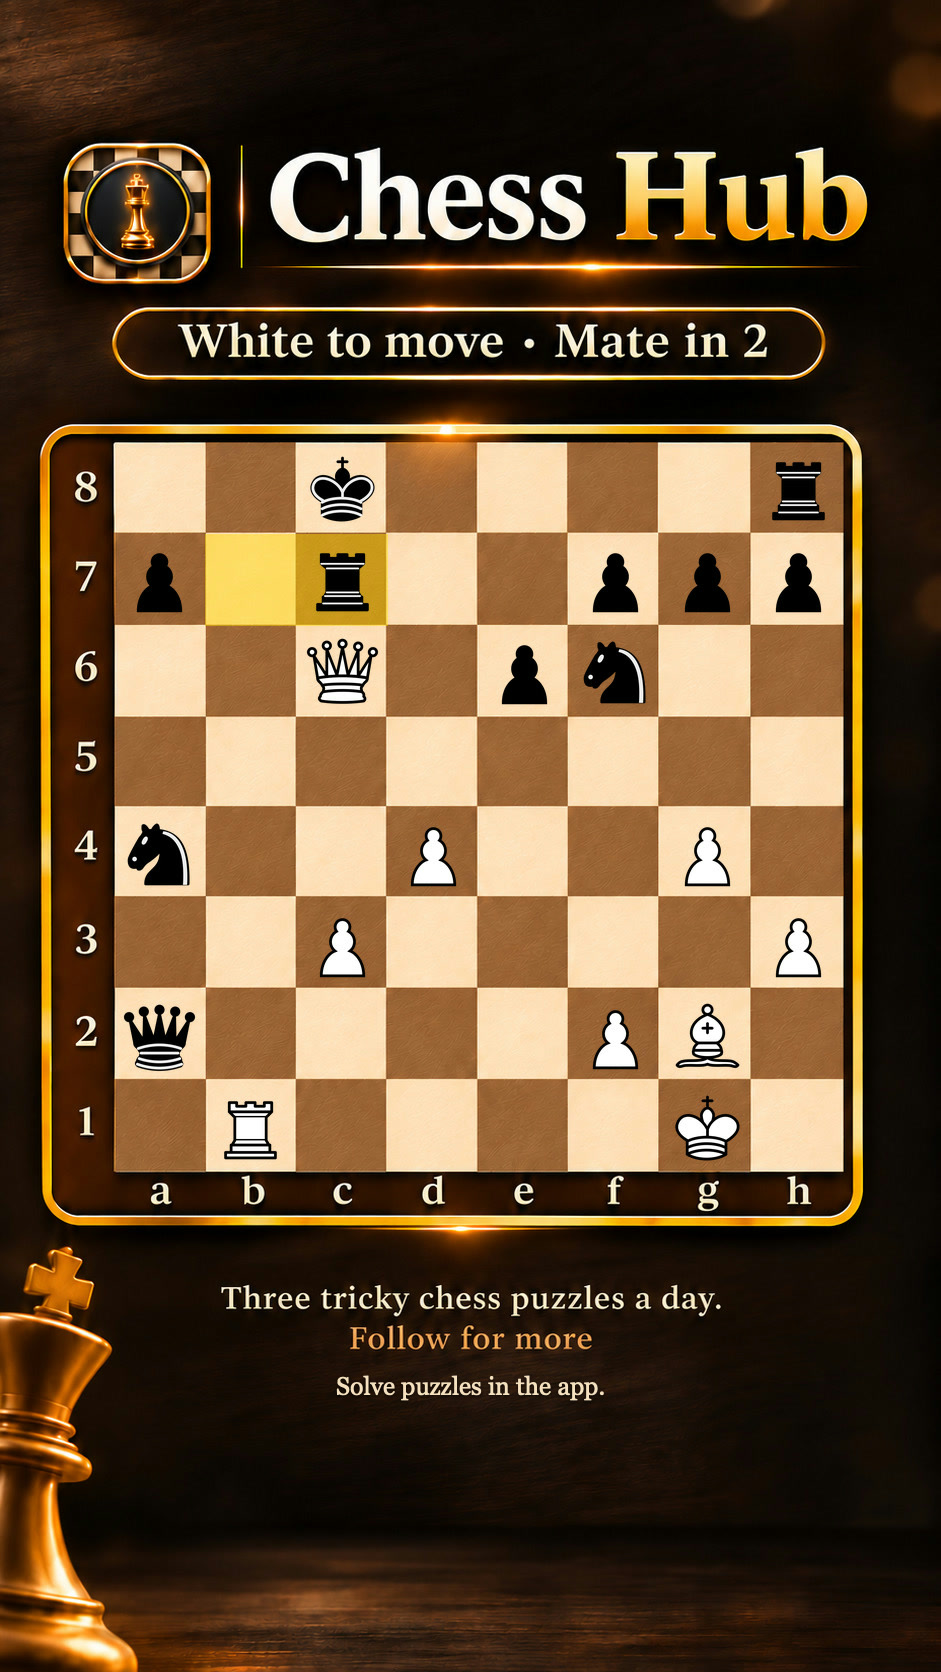 Chess Hub
White to move • Mate in 2
8
7
6
5
4
3
2
1
a b c d e f g h
Three tricky chess puzzles a day.
Follow for more
Solve puzzles in the app.